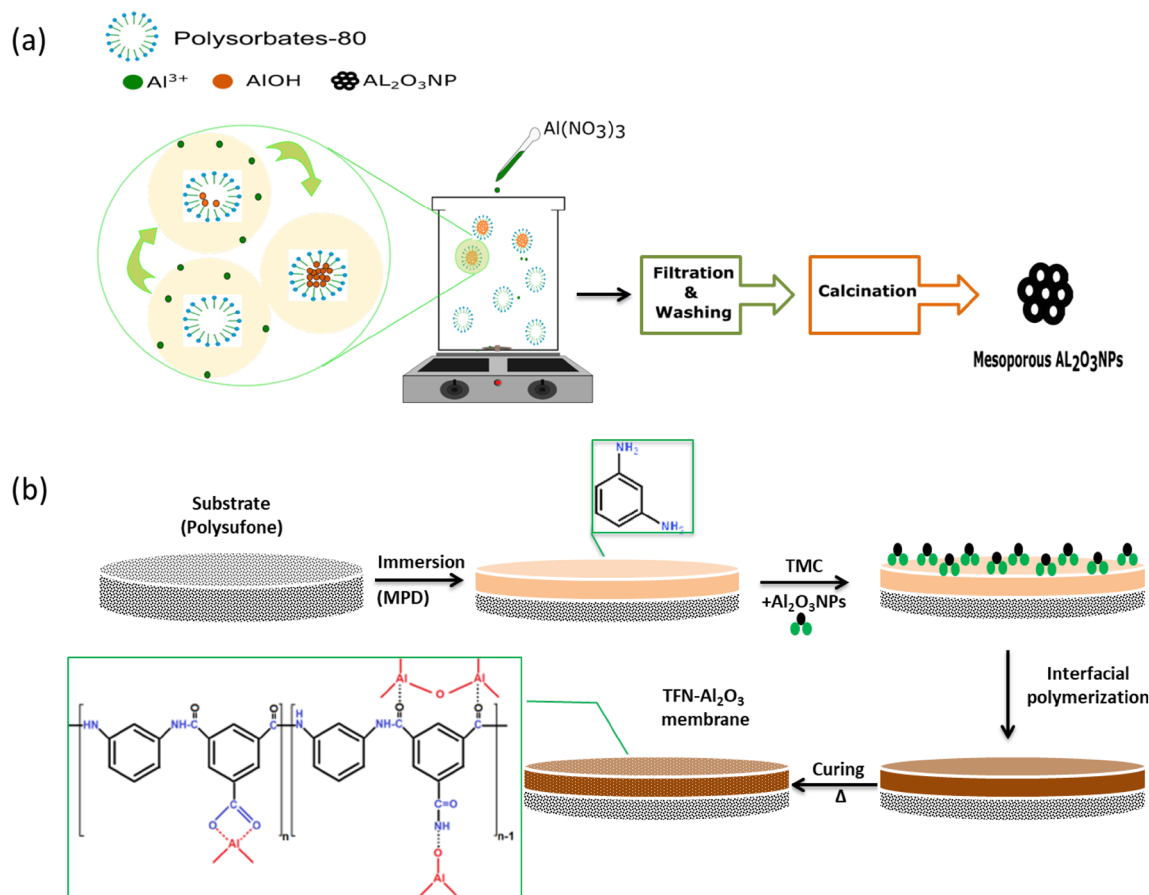 (a)
Polysorbates-80
Al³⁺ AlOH AL₂O₃NP
Al(NO3)3
Filtration
&
Washing
Calcination
Mesoporous AL₂O₃NPs
(b)
NH₂
NH₂
Substrate
(Polysufone)
Immersion
(MPD)
TMC
+Al₂O₃NPs
Interfacial
polymerization
TFN-Al₂O₃
membrane
Curing
Δ
Al O Al
O O H O O
HN NH-C C-N NH-C C
C C=O
O O n NH n-1
Al O
Al